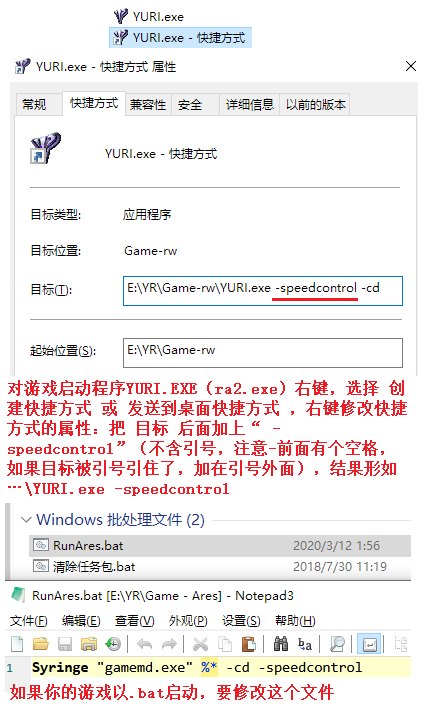 YURI.exe
YURI.exe - 快捷方式
YURI.exe - 快捷方式 属性
常规 快捷方式 兼容性 安全 详细信息 以前的版本
YURI.exe - 快捷方式
目标类型: 应用程序
目标位置: Game-rw
目标(T): E:\YR\Game-rw\YURI.exe -speedcontrol -cd
起始位置(S): E:\YR\Game-rw
对游戏启动程序YURI.EXE（ra2.exe）右键，选择 创
建快捷方式 或 发送到桌面快捷方式 ，右键修改快捷
方式的属性：把 目标 后面加上“ -
speedcontrol”（不含引号，注意-前面有个空格，
如果目标被引号引住了，加在引号外面），结果形如
…\YURI.exe -speedcontrol
Windows 批处理文件 (2)
RunAres.bat 2020/3/12 1:56
清除任务包.bat 2018/7/30 11:19
RunAres.bat [E:\YR\Game - Ares] - Notepad3
文件(F) 编辑(E) 查看(V) 外观(P) 设置(S) 帮助(H)
1 Syringe "gamemd.exe" %* -cd -speedcontrol
如果你的游戏以.bat启动，要修改这个文件